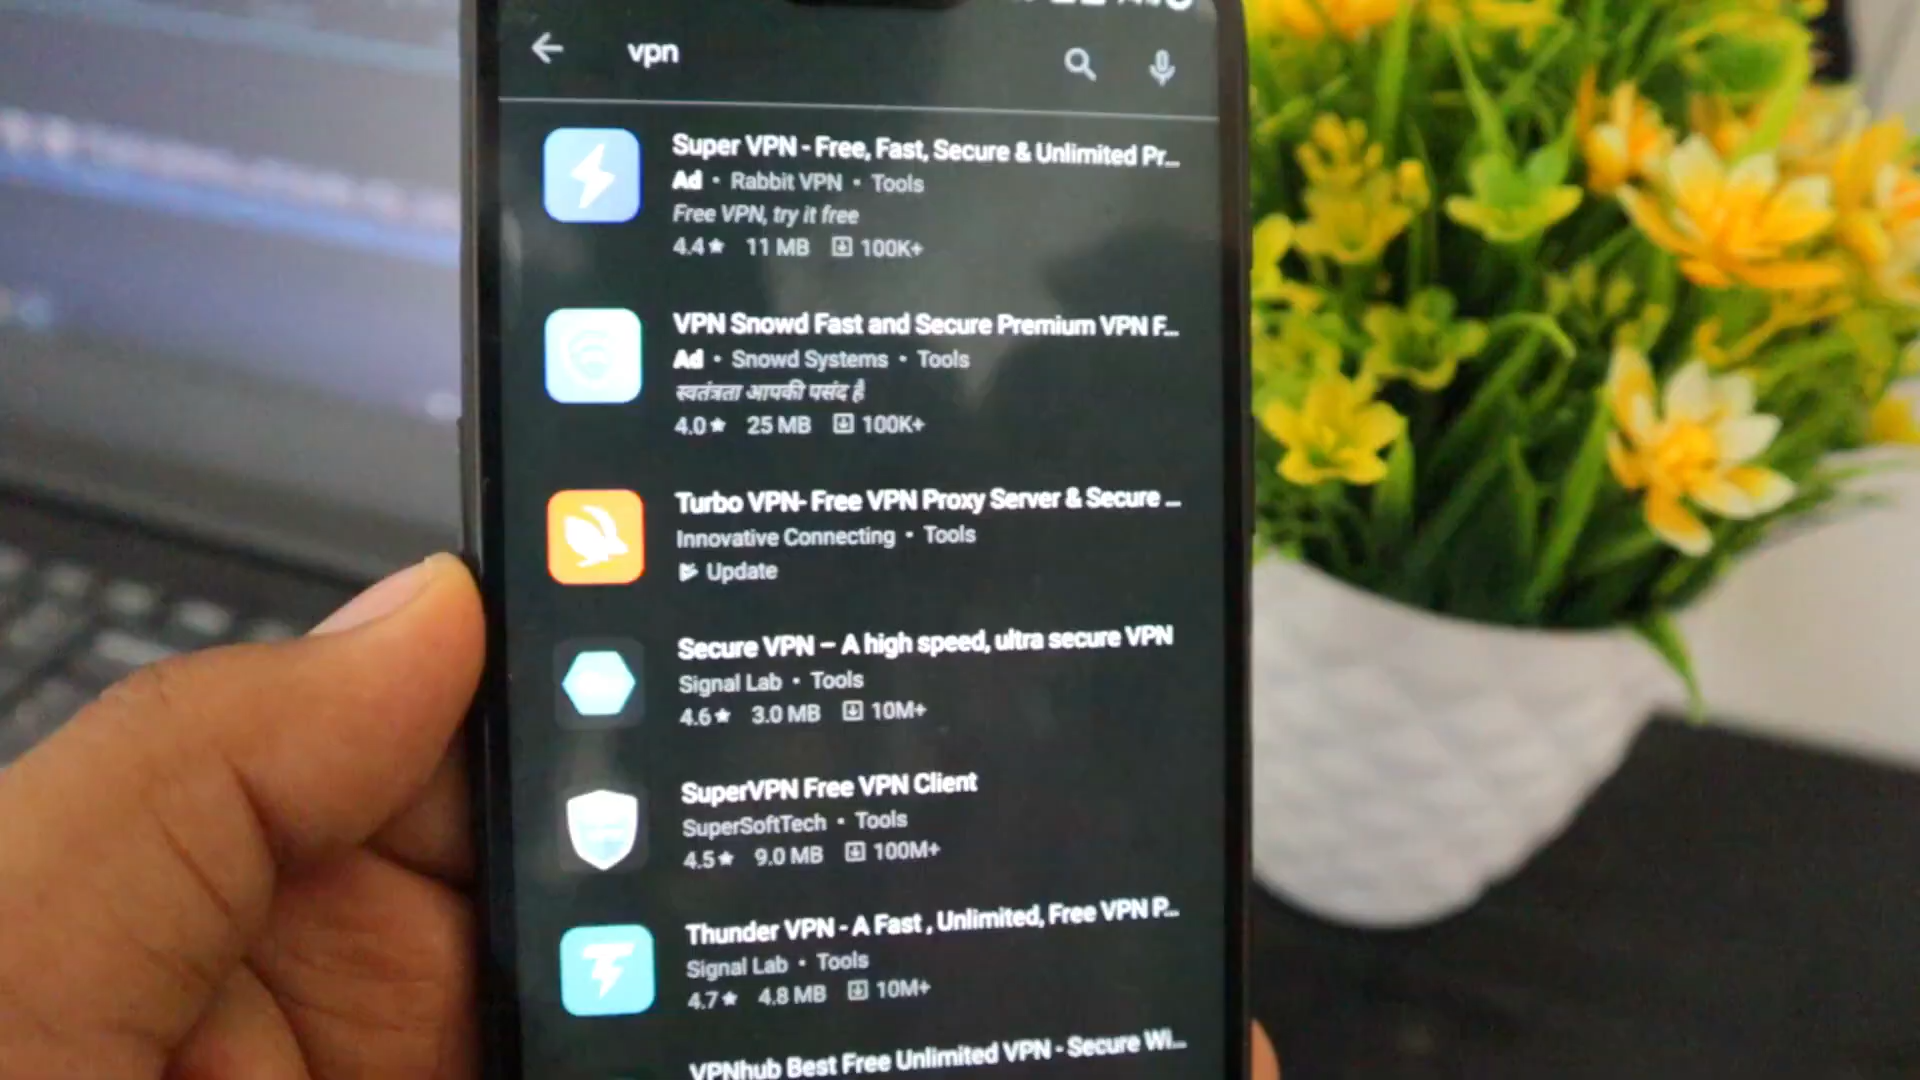 vpn
Super VPN - Free, Fast, Secure & Unlimited Pr...
Ad • Rabbit VPN • Tools
Free VPN, try it free
4.4★ 11 MB 100K+
VPN Snowd Fast and Secure Premium VPN F...
Ad • Snowd Systems • Tools
स्वतंत्रता आपकी पसंद है
4.0★ 25 MB 100K+
Turbo VPN- Free VPN Proxy Server & Secure ...
Innovative Connecting • Tools
Update
Secure VPN – A high speed, ultra secure VPN
Signal Lab • Tools
4.6★ 3.0 MB 10M+
SuperVPN Free VPN Client
SuperSoftTech • Tools
4.5★ 9.0 MB 100M+
Thunder VPN - A Fast , Unlimited, Free VPN P...
Signal Lab • Tools
4.7★ 4.8 MB 10M+
VPNhub Best Free Unlimited VPN - Secure Wi...